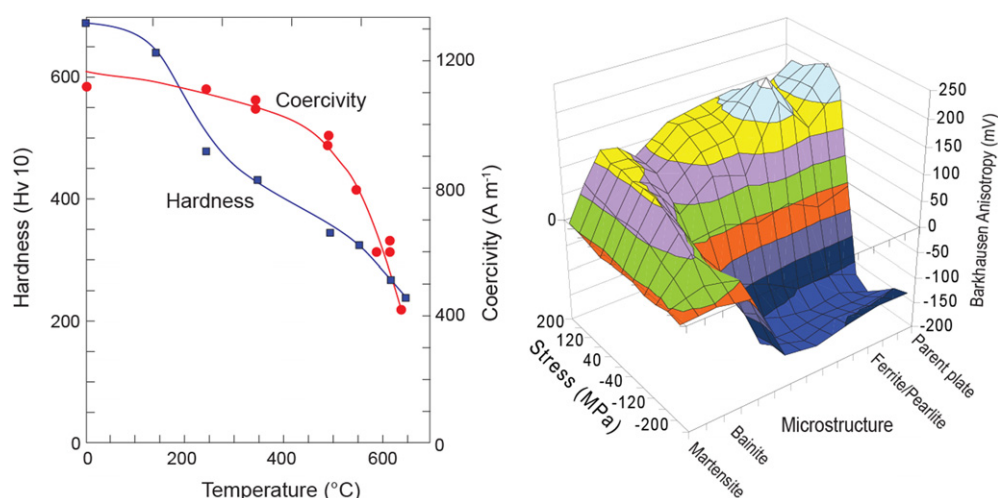 Hardness (Hv 10)
600
400
200
0
Coercivity
Hardness
0
200
400
600
Temperature (°C)
1200
800
400
0
Coercivity (A m⁻¹)
0
200
120
40
-40
-120
-200
Stress (MPa)
Martensite
Bainite
Ferrite/Pearlite
Parent plate
Microstructure
250
200
150
100
50
0
-50
-100
-150
-200
Barkhausen Anisotropy (mV)